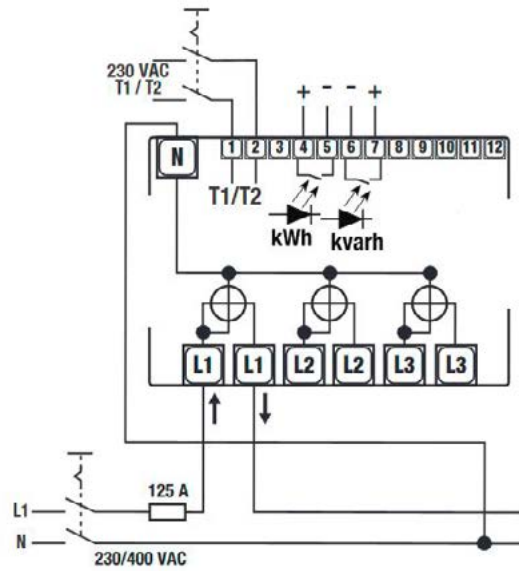 230 VAC
T1 / T2
+ - - +
N
1 2 3 4 5 6 7 8 9 10 11 12
T1/T2
kWh
kvarh
L1 L1 L2 L2 L3 L3
125 A
L1
N
230/400 VAC